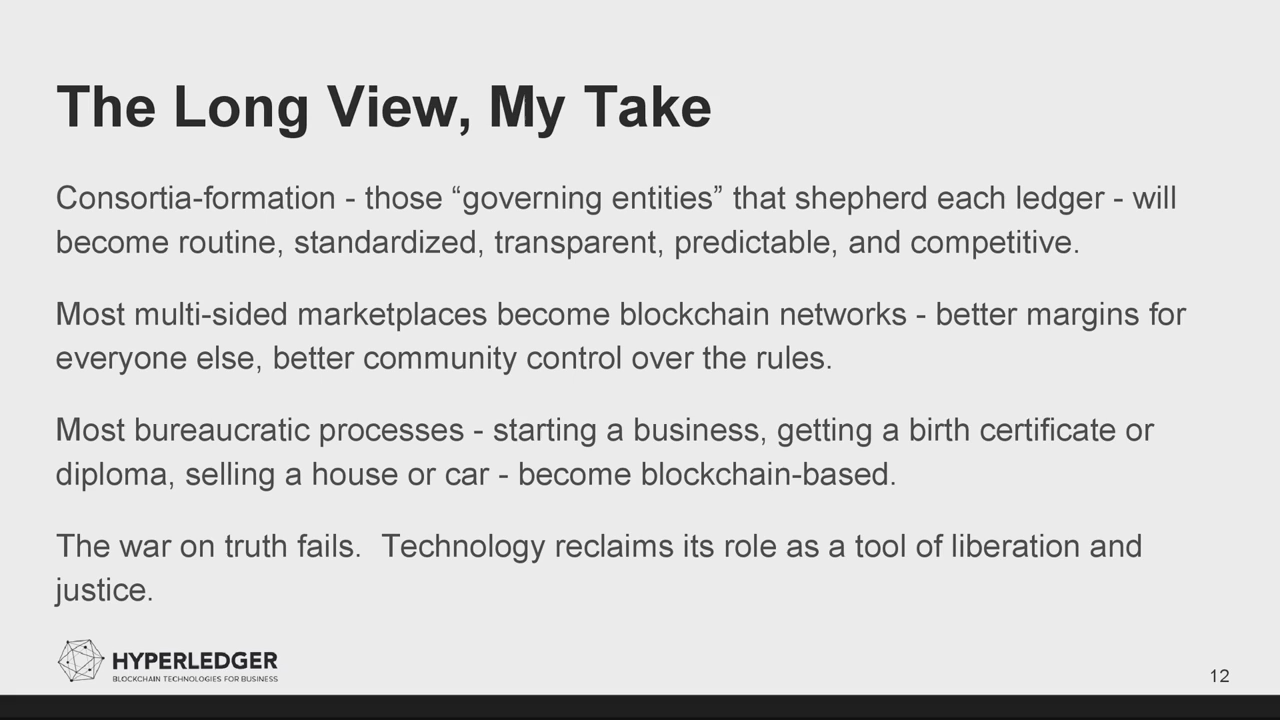 The Long View, My Take
Consortia-formation - those “governing entities” that shepherd each ledger - will
become routine, standardized, transparent, predictable, and competitive.
Most multi-sided marketplaces become blockchain networks - better margins for
everyone else, better community control over the rules.
Most bureaucratic processes - starting a business, getting a birth certificate or
diploma, selling a house or car - become blockchain-based.
The war on truth fails.  Technology reclaims its role as a tool of liberation and
justice.
HYPERLEDGER
BLOCKCHAIN TECHNOLOGIES FOR BUSINESS
12